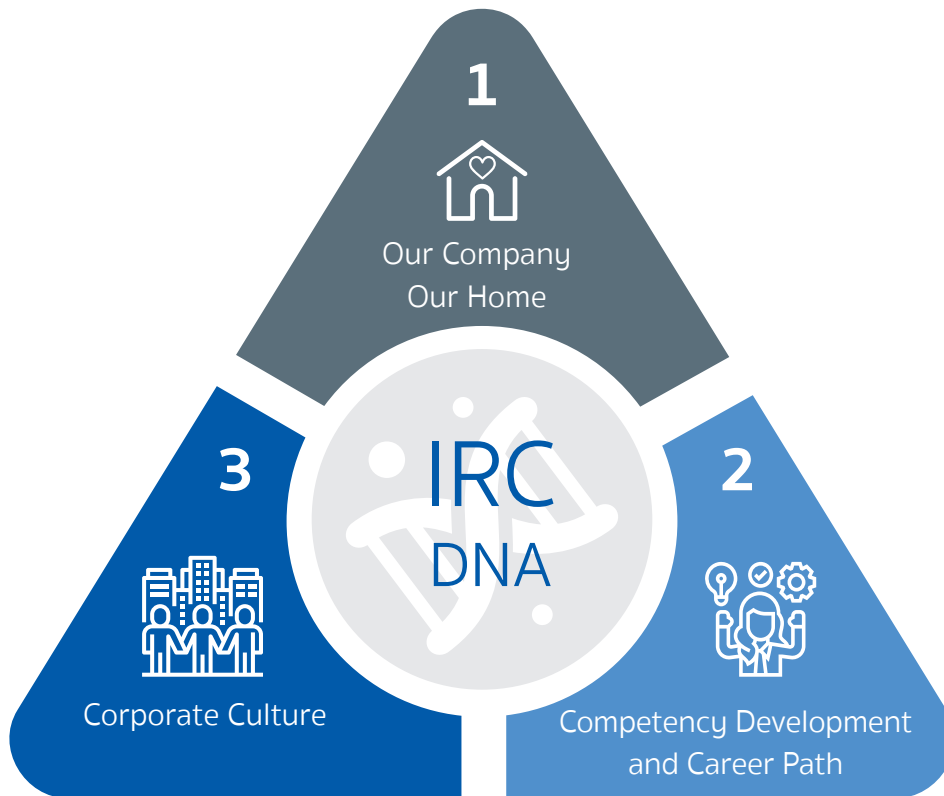 1
Our Company
Our Home
IRC
DNA
3
Corporate Culture
2
Competency Development
and Career Path